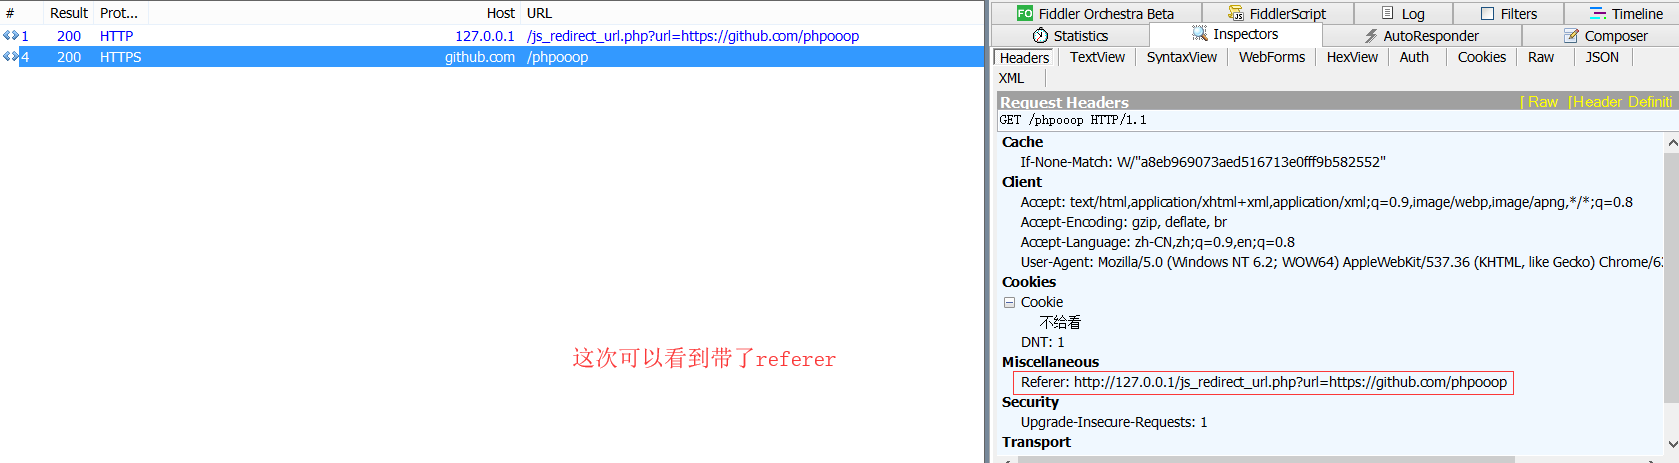 # Result Prot... Host URL
1 200 HTTP 127.0.0.1 /js_redirect_url.php?url=https://github.com/phpooop
4 200 HTTPS github.com /phpooop
这次可以看到带了referer
FO Fiddler Orchestra Beta JS FiddlerScript Log Filters Timeline
Statistics Inspectors AutoResponder Composer
Headers TextView SyntaxView WebForms HexView Auth Cookies Raw JSON
XML
Request Headers [ Raw [Header Definiti
GET /phpooop HTTP/1.1
Cache
If-None-Match: W/"a8eb969073aed516713e0fff9b582552"
Client
Accept: text/html,application/xhtml+xml,application/xml;q=0.9,image/webp,image/apng,*/*;q=0.8
Accept-Encoding: gzip, deflate, br
Accept-Language: zh-CN,zh;q=0.9,en;q=0.8
User-Agent: Mozilla/5.0 (Windows NT 6.2; WOW64) AppleWebKit/537.36 (KHTML, like Gecko) Chrome/62
Cookies
Cookie
不给看
DNT: 1
Miscellaneous
Referer: http://127.0.0.1/js_redirect_url.php?url=https://github.com/phpooop
Security
Upgrade-Insecure-Requests: 1
Transport